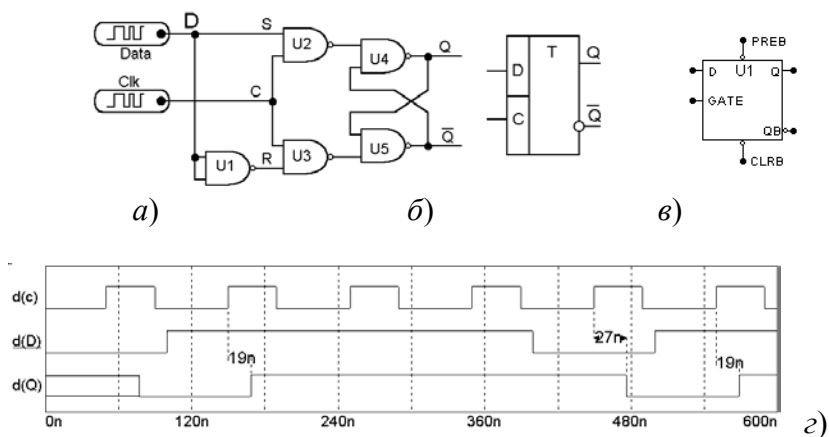 D
Data
Clk
S
C
R
U1
U2
U3
U4
U5
Q
Q
T
D
C
Q
Q
PREB
D
U1
Q
GATE
QB
CLRB
а)
б)
в)
d(c)
d(D)
27n
19n
19n
d(Q)
0n 120n 240n 360n 480n 600n
г)